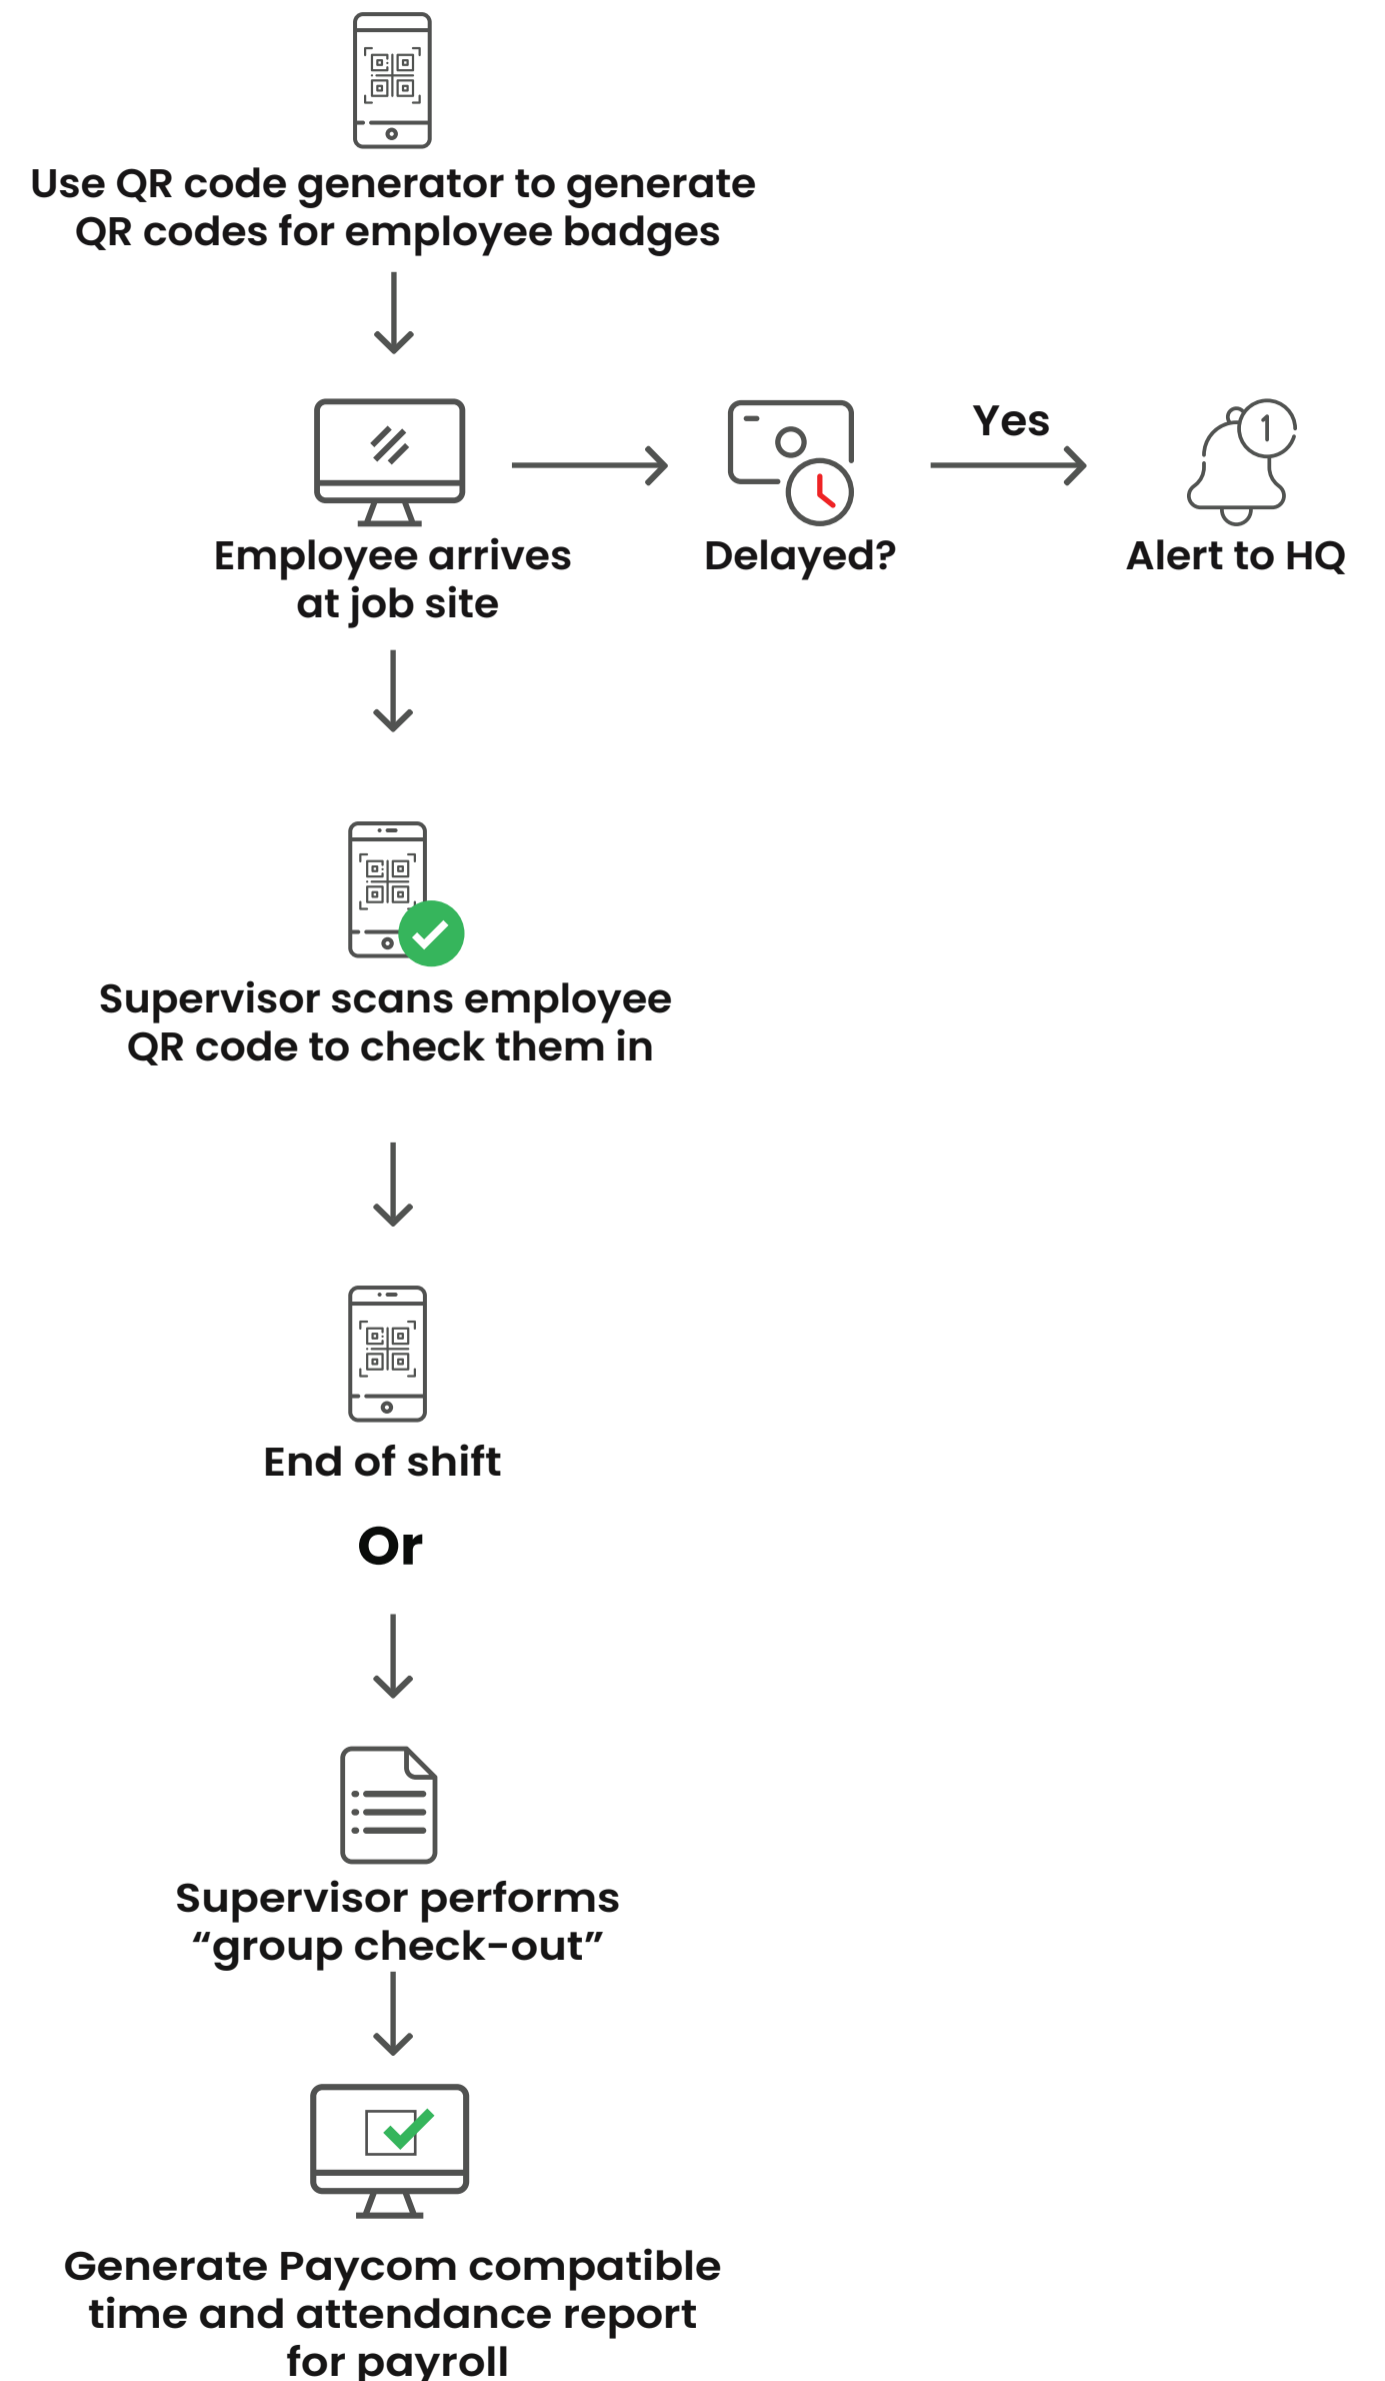 Use QR code generator to generate
QR codes for employee badges
Yes
1
Employee arrives
at job site
Delayed?
Alert to HQ
Supervisor scans employee
QR code to check them in
End of shift
Or
Supervisor performs
“group check-out”
Generate Paycom compatible
time and attendance report
for payroll